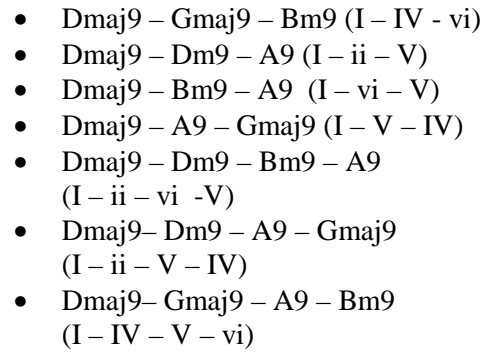 • Dmaj9 – Gmaj9 – Bm9 (I – IV - vi)
• Dmaj9 – Dm9 – A9 (I – ii – V)
• Dmaj9 – Bm9 – A9  (I – vi – V)
• Dmaj9 – A9 – Gmaj9 (I – V – IV)
• Dmaj9 – Dm9 – Bm9 – A9
(I – ii – vi  -V)
• Dmaj9– Dm9 – A9 – Gmaj9
(I – ii – V – IV)
• Dmaj9– Gmaj9 – A9 – Bm9
(I – IV – V – vi)